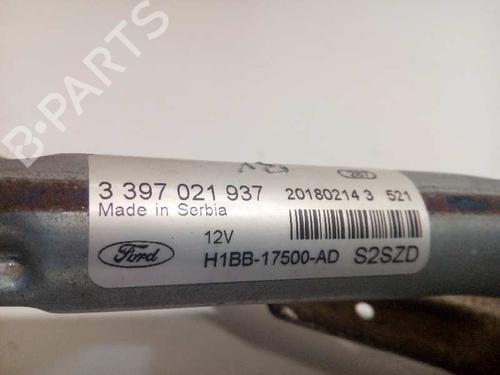 B-PARTS
3 397 021 937
20180214 3 521
Made in Serbia
12V
Ford
H1BB-17500-AD S2SZD